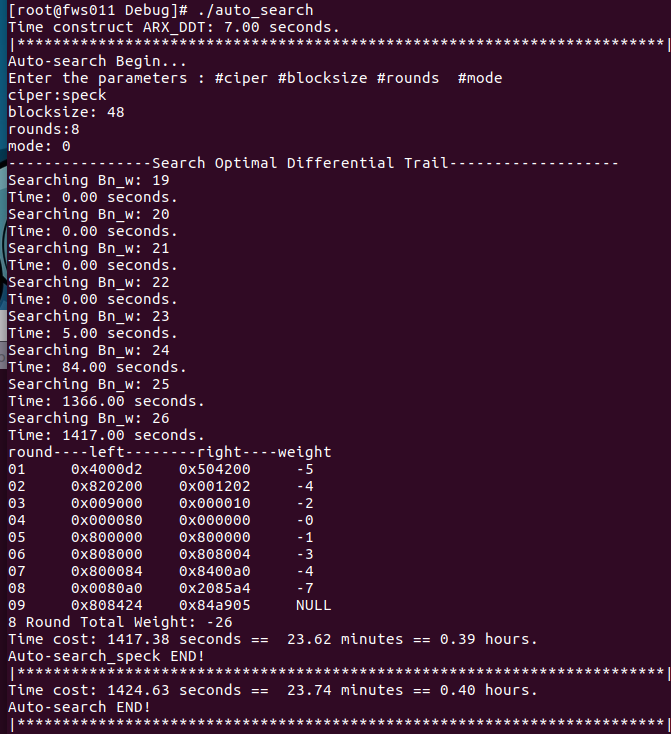 [root@fws011 Debug]# ./auto_search
Time construct ARX_DDT: 7.00 seconds.
|*****************************************************************************|
Auto-search Begin...
Enter the parameters : #ciper #blocksize #rounds  #mode
ciper:speck
blocksize: 48
rounds:8
mode: 0
----------------Search Optimal Differential Trail-------------------
Searching Bn_w: 19
Time: 0.00 seconds.
Searching Bn_w: 20
Time: 0.00 seconds.
Searching Bn_w: 21
Time: 0.00 seconds.
Searching Bn_w: 22
Time: 0.00 seconds.
Searching Bn_w: 23
Time: 5.00 seconds.
Searching Bn_w: 24
Time: 84.00 seconds.
Searching Bn_w: 25
Time: 1366.00 seconds.
Searching Bn_w: 26
Time: 1417.00 seconds.
round----left--------right----weight
01     0x4000d2     0x504200     -5
02     0x820200     0x001202     -4
03     0x009000     0x000010     -2
04     0x000080     0x000000     -0
05     0x800000     0x800000     -1
06     0x808000     0x808004     -3
07     0x800084     0x8400a0     -4
08     0x0080a0     0x2085a4     -7
09     0x808424     0x84a905     NULL
8 Round Total Weight: -26
Time cost: 1417.38 seconds ==  23.62 minutes == 0.39 hours.
Auto-search_speck END!
|*****************************************************************************|
Time cost: 1424.63 seconds ==  23.74 minutes == 0.40 hours.
Auto-search END!
|*****************************************************************************|